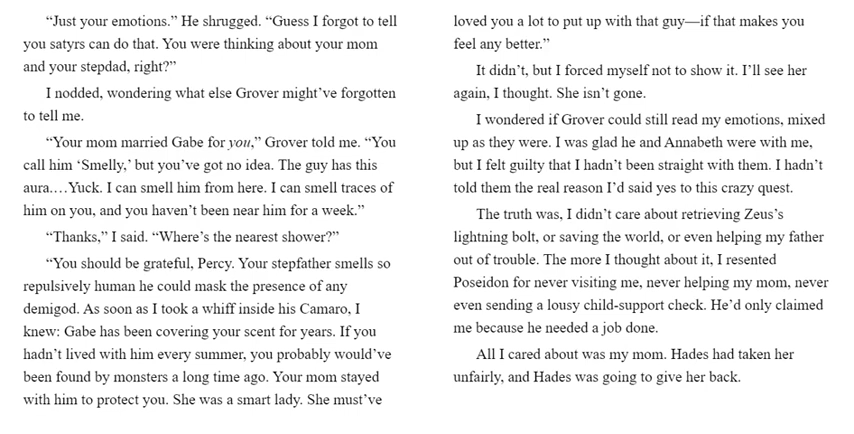 “Just your emotions.” He shrugged. “Guess I forgot to tell
you satyrs can do that. You were thinking about your mom
and your stepdad, right?”
I nodded, wondering what else Grover might’ve forgotten
to tell me.
“Your mom married Gabe for you,” Grover told me. “You
call him ‘Smelly,’ but you’ve got no idea. The guy has this
aura.…Yuck. I can smell him from here. I can smell traces of
him on you, and you haven’t been near him for a week.”
“Thanks,” I said. “Where’s the nearest shower?”
“You should be grateful, Percy. Your stepfather smells so
repulsively human he could mask the presence of any
demigod. As soon as I took a whiff inside his Camaro, I
knew: Gabe has been covering your scent for years. If you
hadn’t lived with him every summer, you probably would’ve
been found by monsters a long time ago. Your mom stayed
with him to protect you. She was a smart lady. She must’ve
loved you a lot to put up with that guy—if that makes you
feel any better.”
It didn’t, but I forced myself not to show it. I’ll see her
again, I thought. She isn’t gone.
I wondered if Grover could still read my emotions, mixed
up as they were. I was glad he and Annabeth were with me,
but I felt guilty that I hadn’t been straight with them. I hadn’t
told them the real reason I’d said yes to this crazy quest.
The truth was, I didn’t care about retrieving Zeus’s
lightning bolt, or saving the world, or even helping my father
out of trouble. The more I thought about it, I resented
Poseidon for never visiting me, never helping my mom, never
even sending a lousy child-support check. He’d only claimed
me because he needed a job done.
All I cared about was my mom. Hades had taken her
unfairly, and Hades was going to give her back.